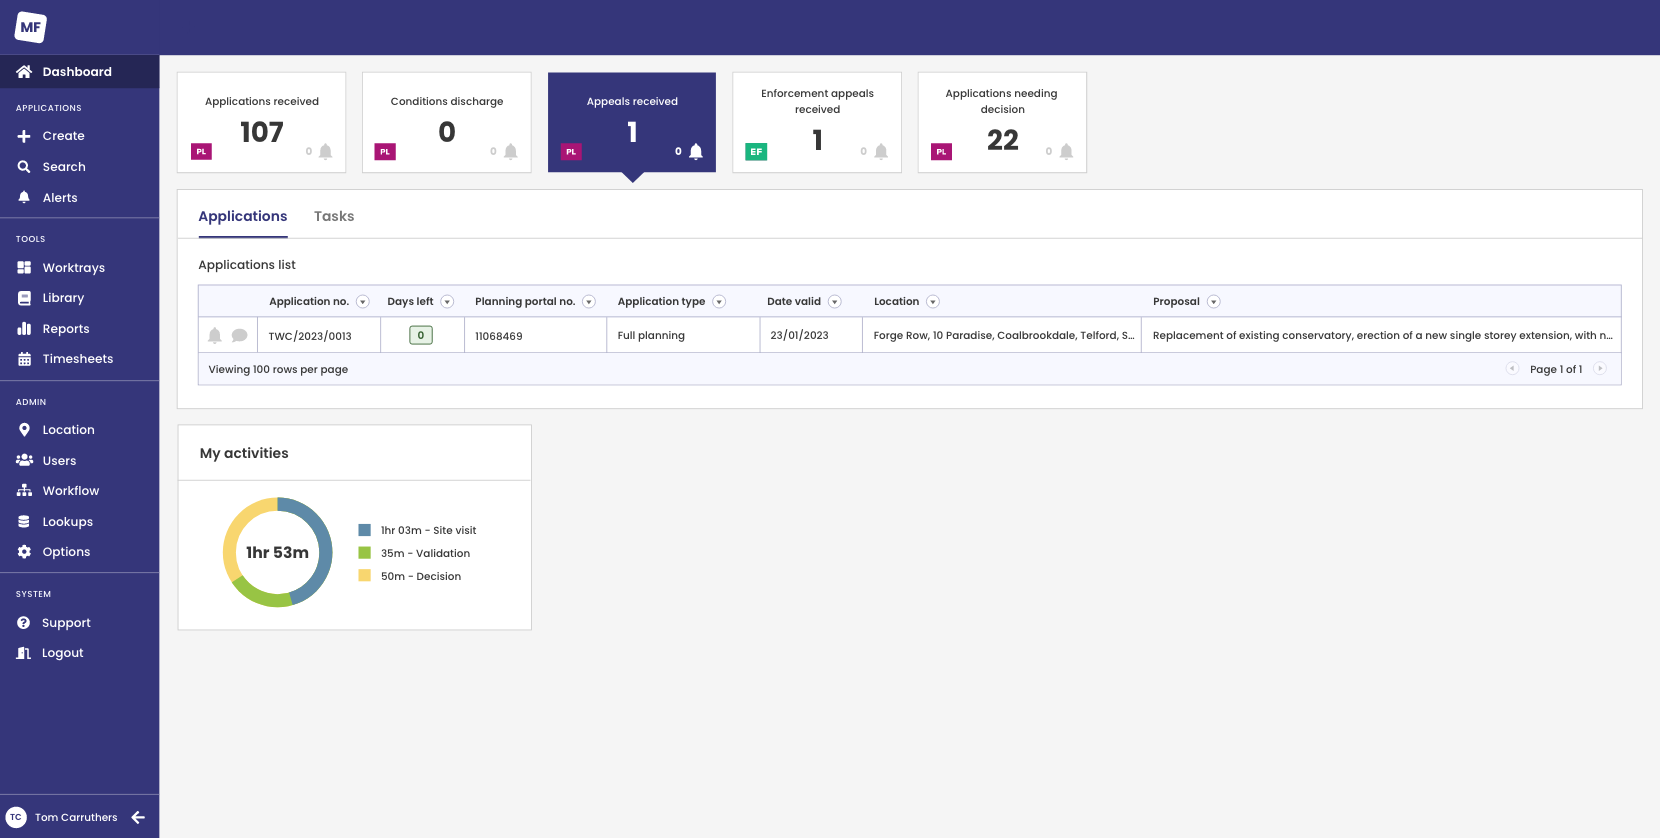 MF
Dashboard
APPLICATIONS
Create
Search
Alerts
TOOLS
Worktrays
Library
Reports
Timesheets
ADMIN
Location
Users
Workflow
Lookups
Options
SYSTEM
Support
Logout
TC Tom Carruthers
Applications received
107
PL 0
Conditions discharge
0
PL 0
Appeals received
1
PL 0
Enforcement appeals
received
1
EF 0
Applications needing
decision
22
PL 0
Applications Tasks
Applications list
Application no. Days left Planning portal no. Application type Date valid Location Proposal
TWC/2023/0013 0 11068469 Full planning 23/01/2023 Forge Row, 10 Paradise, Coalbrookdale, Telford, S... Replacement of existing conservatory, erection of a new single storey extension, with n...
Viewing 100 rows per page Page 1 of 1
My activities
1hr 53m
1hr 03m - Site visit
35m - Validation
50m - Decision